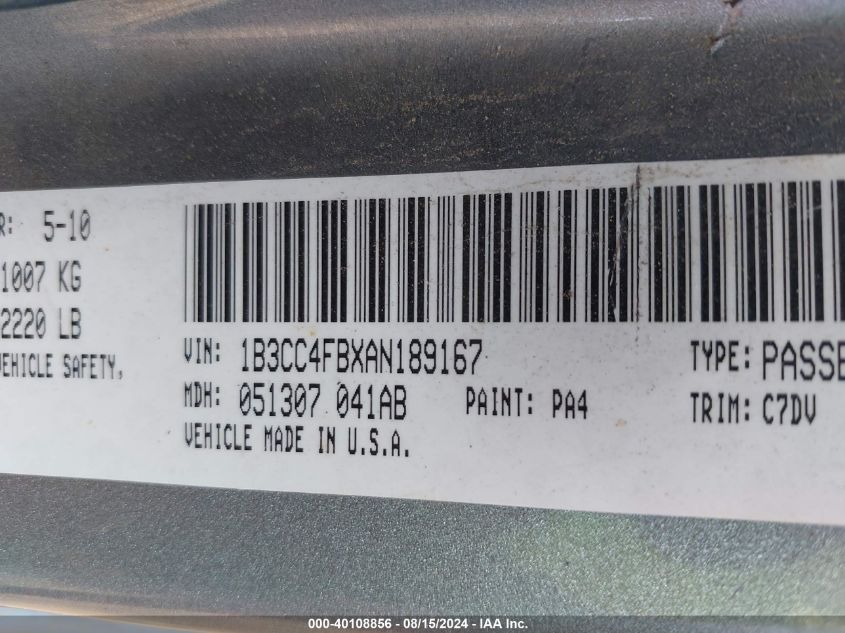 R: 5-10
1007 KG
2220 LB
VEHICLE SAFETY,
VIN: 1B3CC4FBXAN189167 TYPE: PASSE
MDH: 051307 041AB PAINT: PA4 TRIM: C7DV
VEHICLE MADE IN U.S.A.
000-40108856 - 08/15/2024 - IAA Inc.